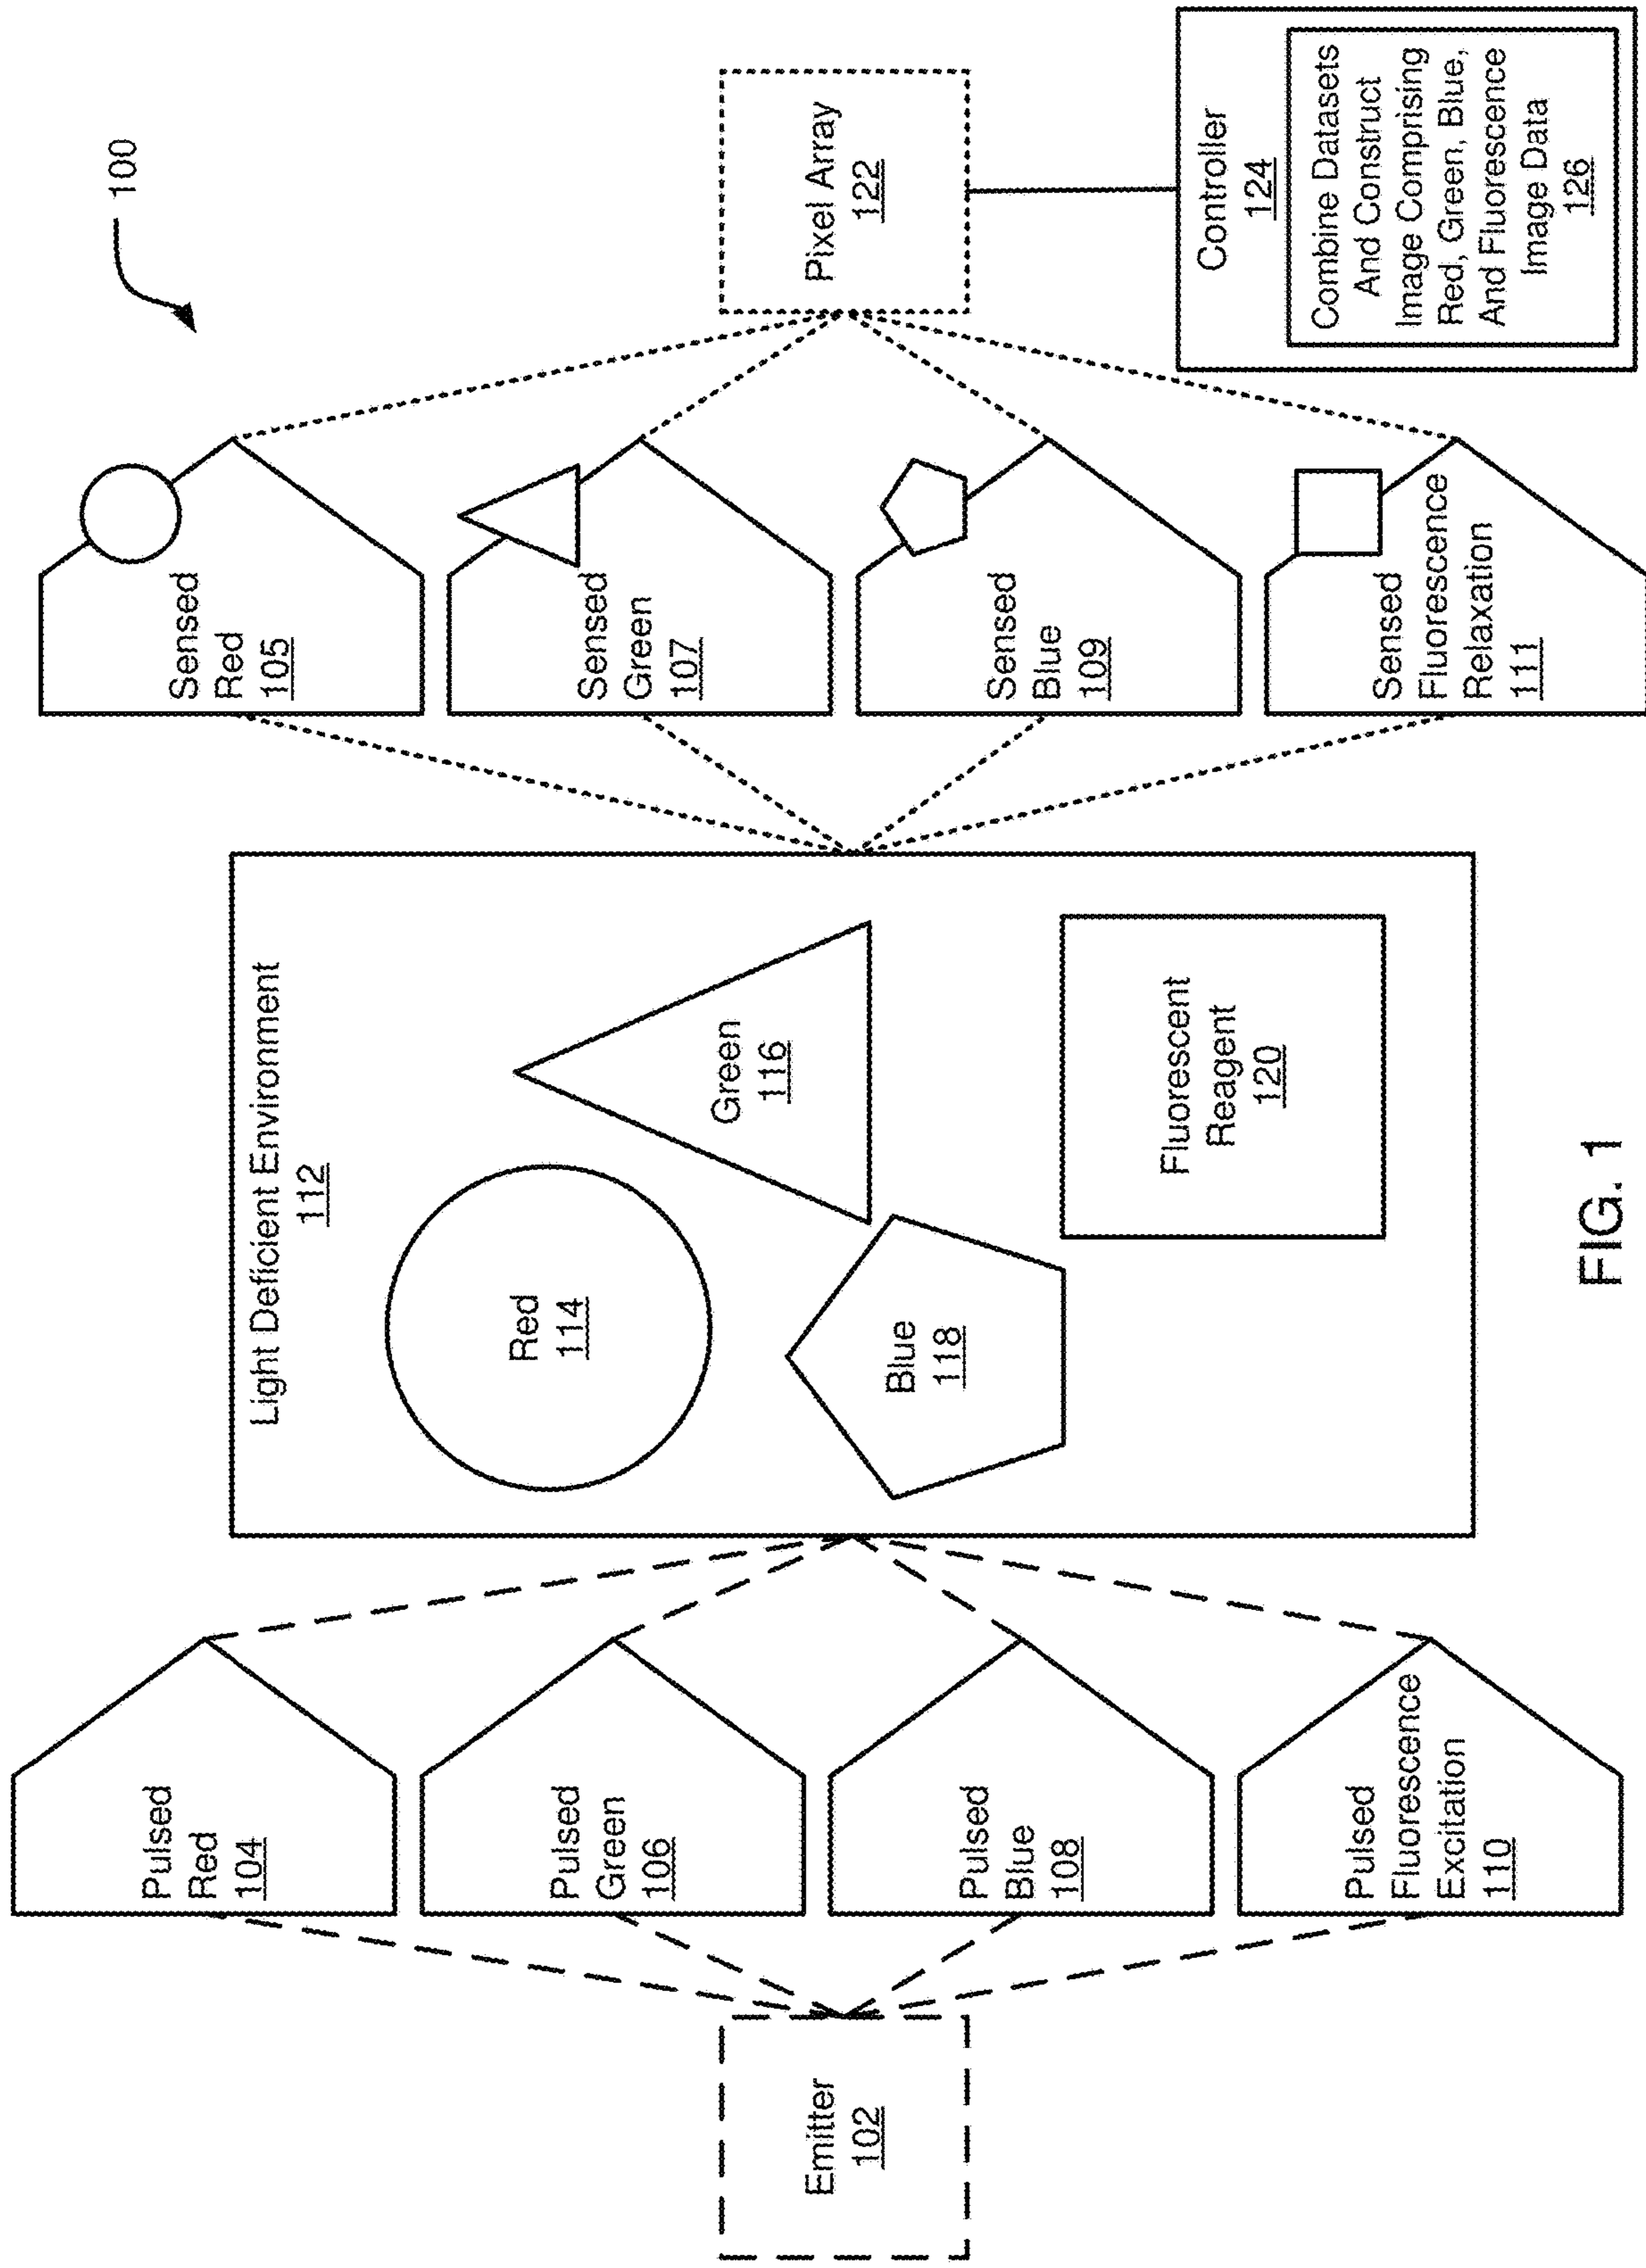 100
Emitter
102
Pulsed
Red
104
Pulsed
Green
106
Pulsed
Blue
108
Pulsed
Fluorescence
Excitation
110
Light Deficient Environment
112
Red
114
Green
116
Blue
118
Fluorescent
Reagent
120
Sensed
Red
105
Sensed
Green
107
Sensed
Blue
109
Sensed
Fluorescence
Relaxation
111
Pixel Array
122
Controller
124
Combine Datasets
And Construct
Image Comprising
Red, Green, Blue,
And Fluorescence
Image Data
126
FIG. 1